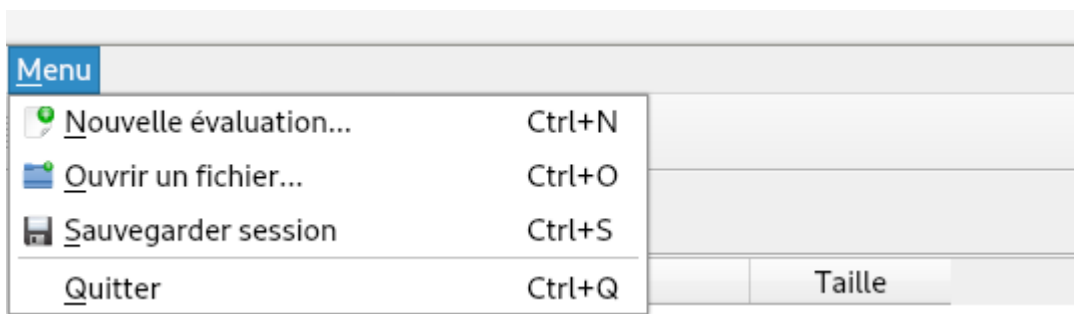 Menu
Nouvelle évaluation... Ctrl+N
Ouvrir un fichier... Ctrl+O
Sauvegarder session Ctrl+S
Quitter Ctrl+Q
Taille